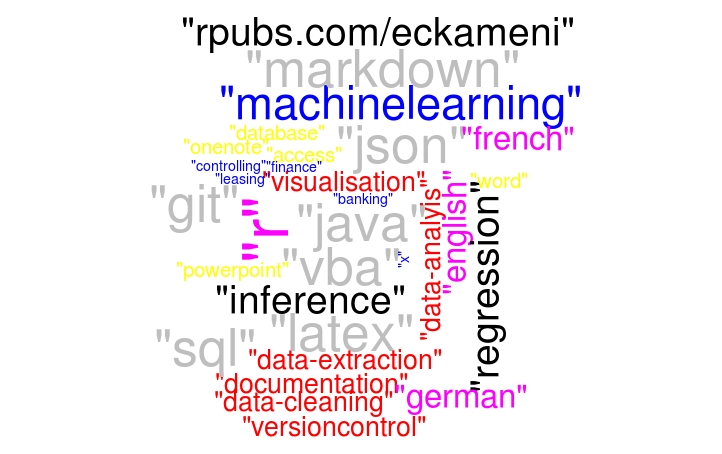 "rpubs.com/eckameni"
"markdown"
"machinelearning"
"database"
"json"
"french"
"onenote"
"access"
"controlling"
"finance"
"leasing"
"visualisation"
"word"
"banking"
"git"
"r"
"java"
"data-analyis"
"english"
"regression"
"vba"
"x"
"powerpoint"
"inference"
"latex"
"sql"
"data-extraction"
"documentation"
"data-cleaning"
"german"
"versioncontrol"